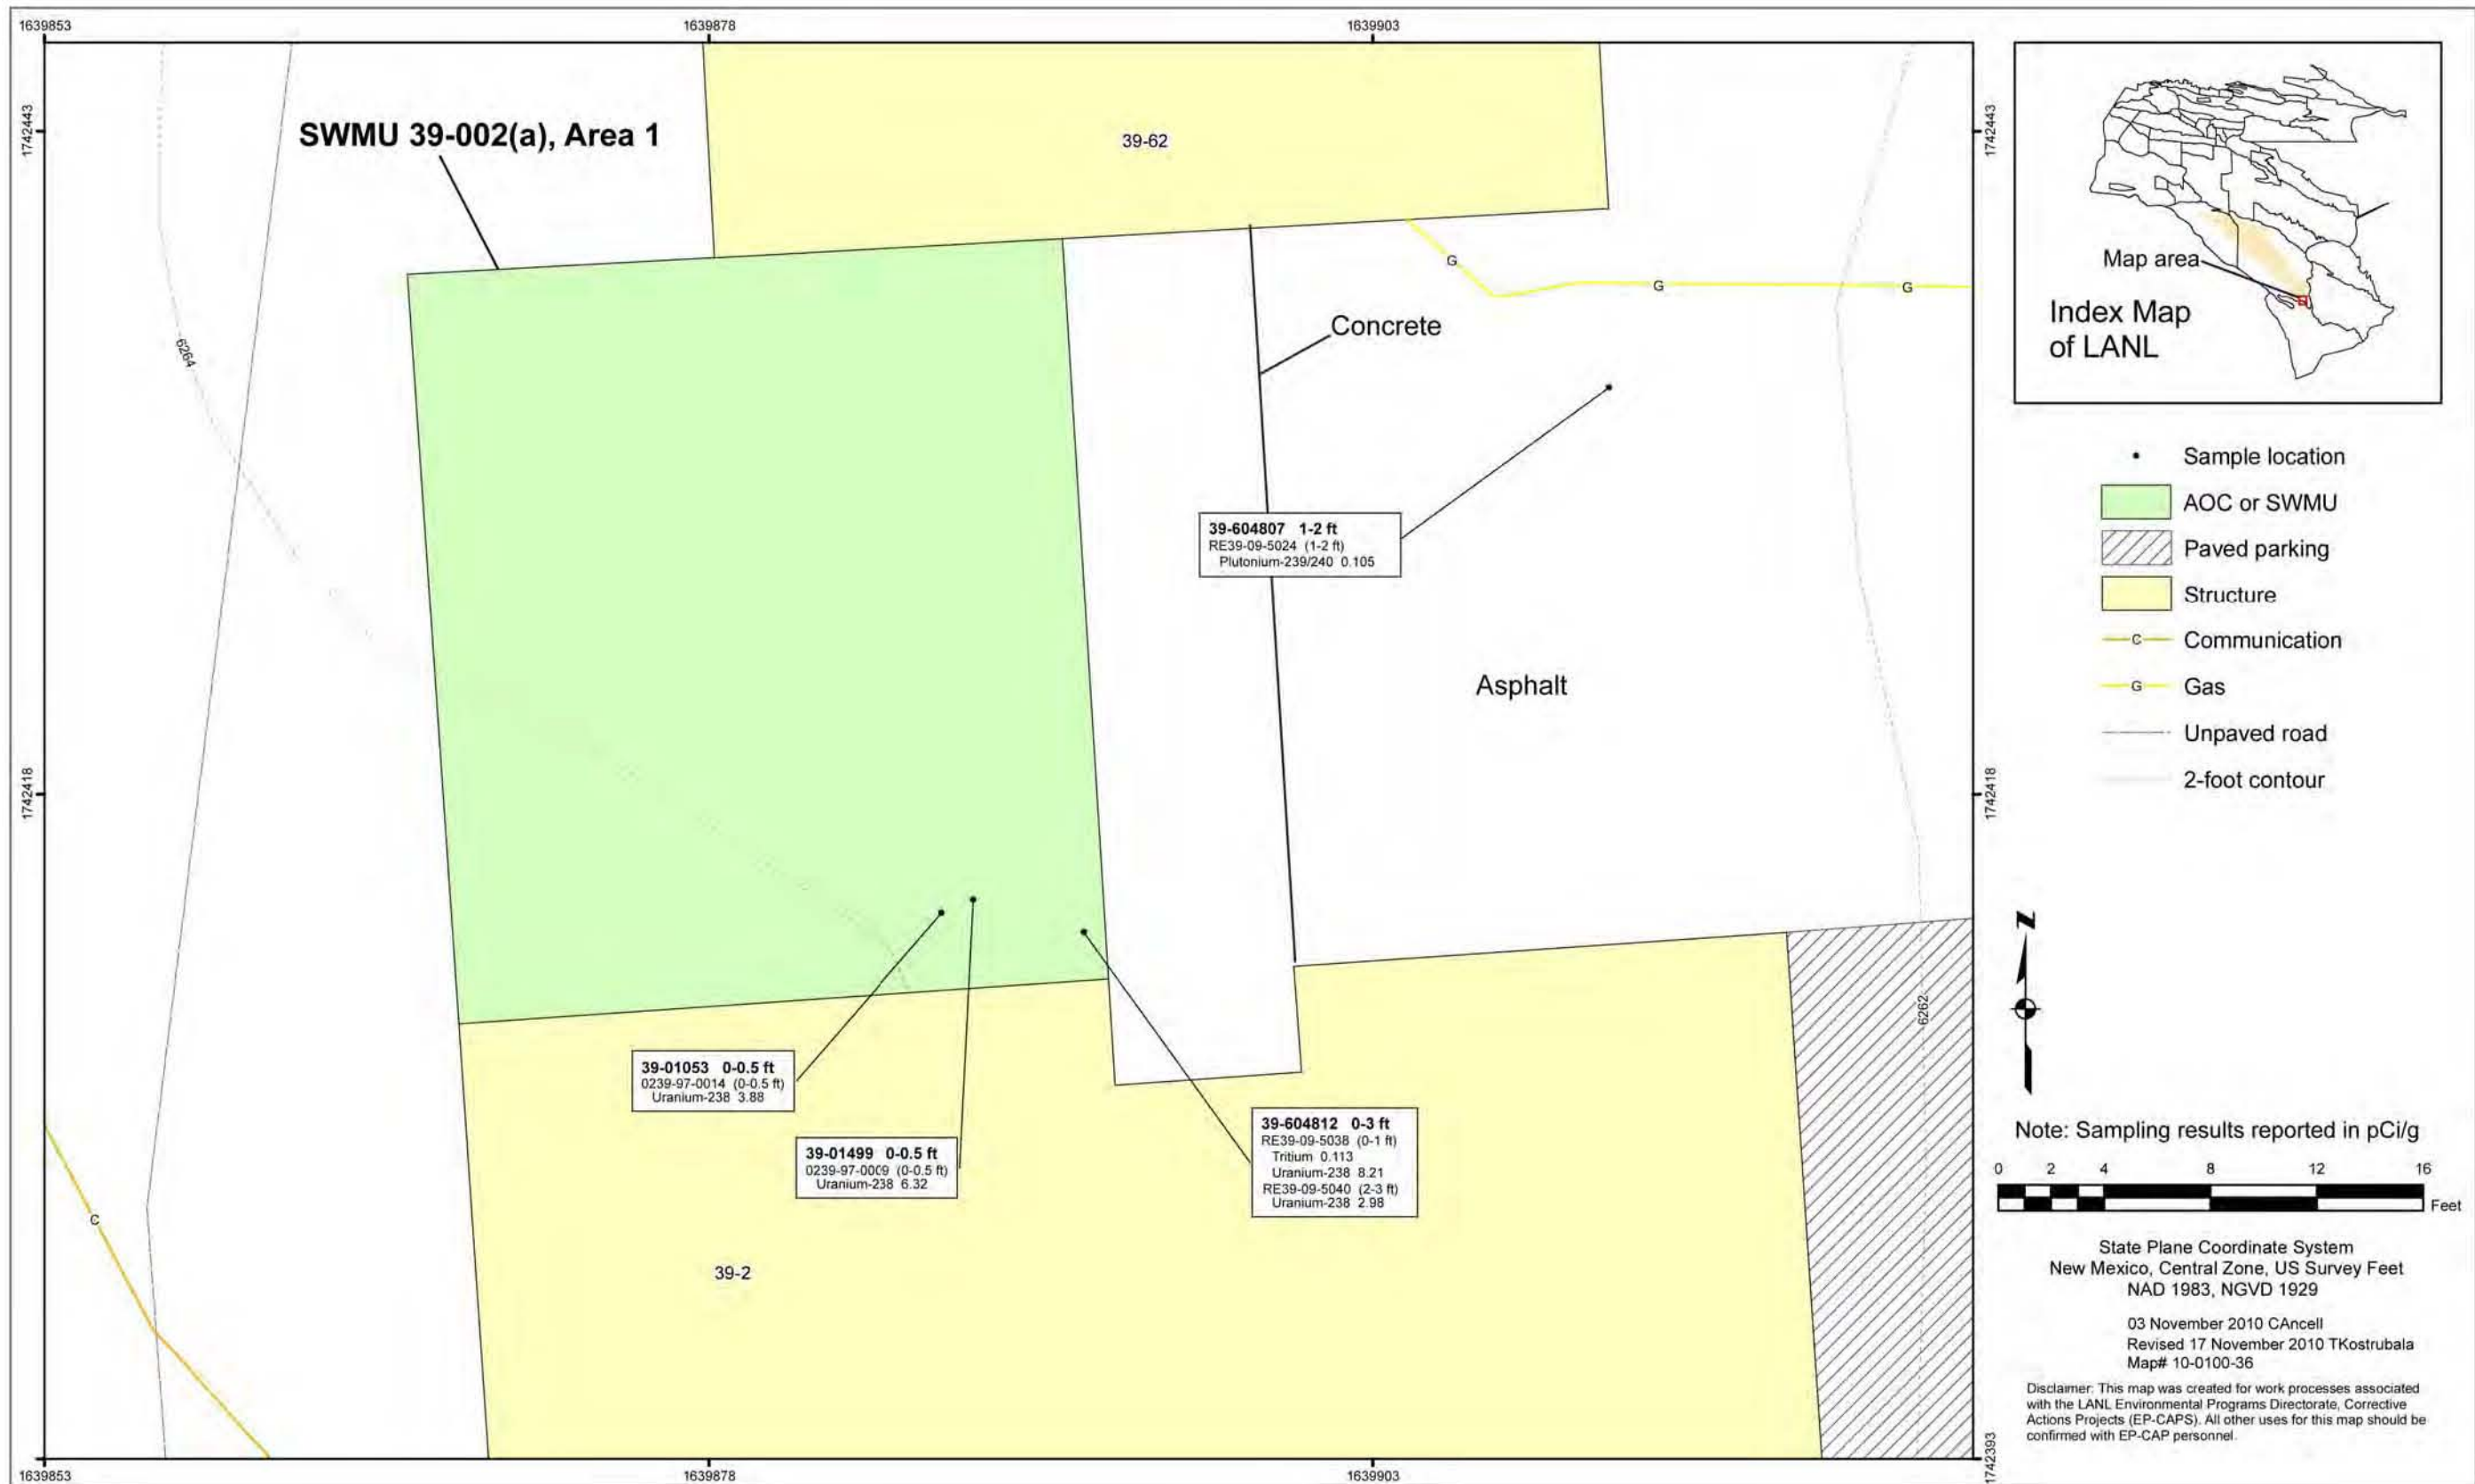 1639853
1639878
1639903
1742443
1742443
SWMU 39-002(a), Area 1
39-62
G
G
G
Concrete
6264
39-604807 1-2 ft
RE39-09-5024 (1-2 ft)
Plutonium-239/240 0.105
Asphalt
1742418
1742418
39-01053 0-0.5 ft
0239-97-0014 (0-0.5 ft)
Uranium-238 3.88
39-01499 0-0.5 ft
0239-97-0009 (0-0.5 ft)
Uranium-238 6.32
39-604812 0-3 ft
RE39-09-5038 (0-1 ft)
Tritium 0.113
Uranium-238 8.21
RE39-09-5040 (2-3 ft)
Uranium-238 2.98
6262
C
39-2
1742393
1639853
1639878
1639903
Map area
Index Map
of LANL
Sample location
AOC or SWMU
Paved parking
Structure
C Communication
G Gas
Unpaved road
2-foot contour
N
Note: Sampling results reported in pCi/g
0 2 4 8 12 16
Feet
State Plane Coordinate System
New Mexico, Central Zone, US Survey Feet
NAD 1983, NGVD 1929
03 November 2010 CAncell
Revised 17 November 2010 TKostrubala
Map# 10-0100-36
Disclaimer: This map was created for work processes associated
with the LANL Environmental Programs Directorate, Corrective
Actions Projects (EP-CAPS). All other uses for this map should be
confirmed with EP-CAP personnel.